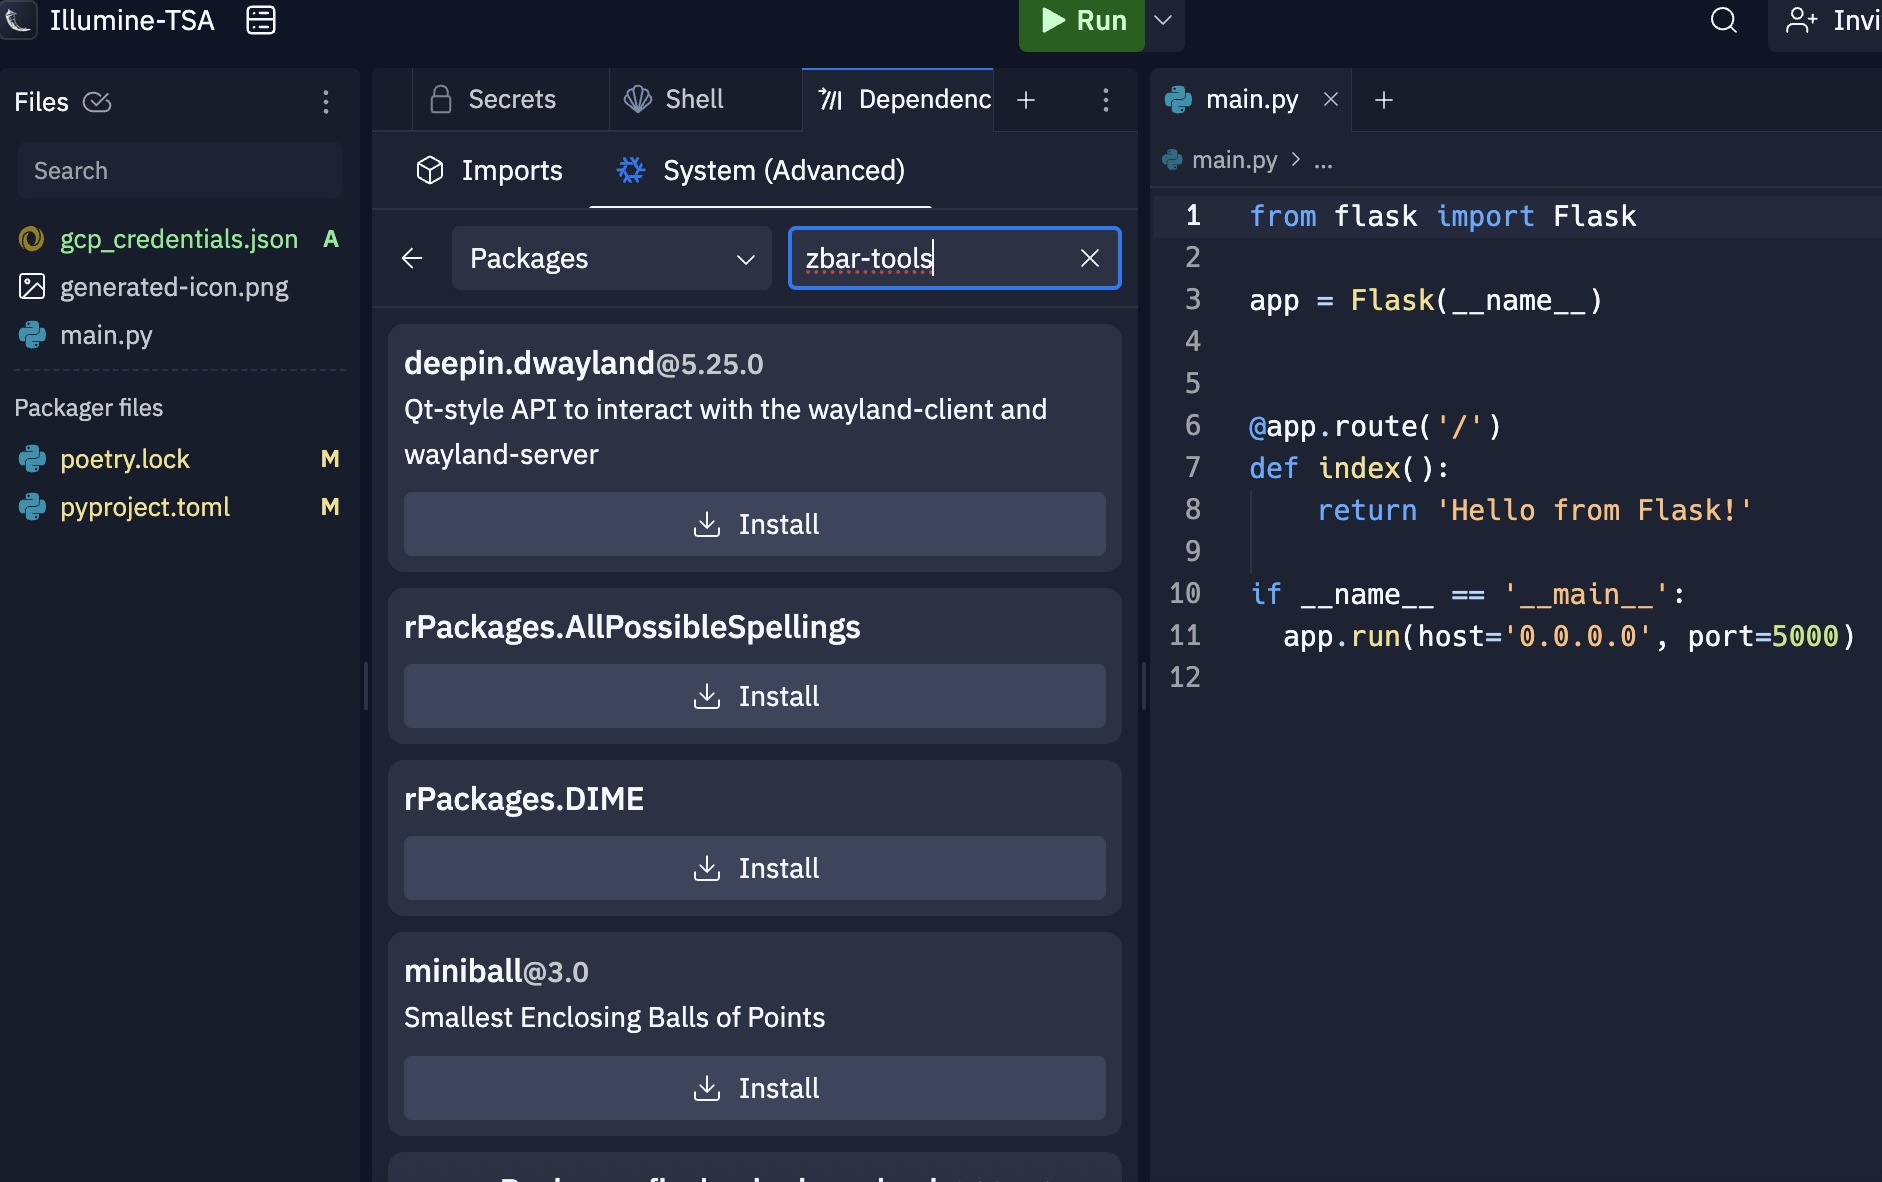 Illumine-TSA
Run
Invi
Files
Search
gcp_credentials.json A
generated-icon.png
main.py
Packager files
poetry.lock M
pyproject.toml M
Secrets
Shell
Dependenc
Imports
System (Advanced)
Packages
zbar-tools
deepin.dwayland@5.25.0
Qt-style API to interact with the wayland-client and
wayland-server
Install
rPackages.AllPossibleSpellings
Install
rPackages.DIME
Install
miniball@3.0
Smallest Enclosing Balls of Points
Install
main.py
main.py > ...
1 from flask import Flask
2
3 app = Flask(__name__)
4
5
6 @app.route('/')
7 def index():
8 return 'Hello from Flask!'
9
10 if __name__ == '__main__':
11 app.run(host='0.0.0.0', port=5000)
12